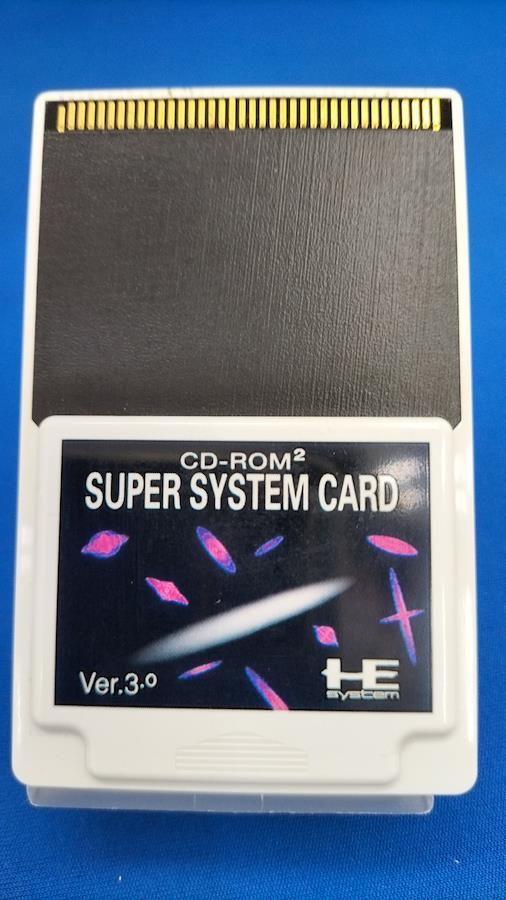 CD-ROM²
SUPER SYSTEM CARD
Ver.3.0
HE
system